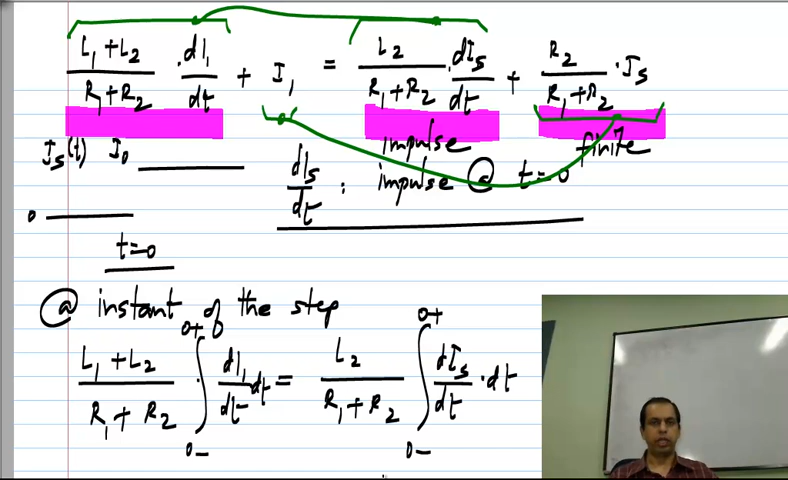 L1+L2/R1+R2 · dI1/dt + I1 = L2/R1+R2 · dIs/dt + R2/R1+R2 · Is
impulse finite
Is(t) I0
dIs/dt : impulse @ t=0
0
t=0
@ instant of the step
L1+L2/R1+R2 · ∫0-^0+ dI1/dt dt = L2/R1+R2 ∫0-^0+ dIs/dt · dt